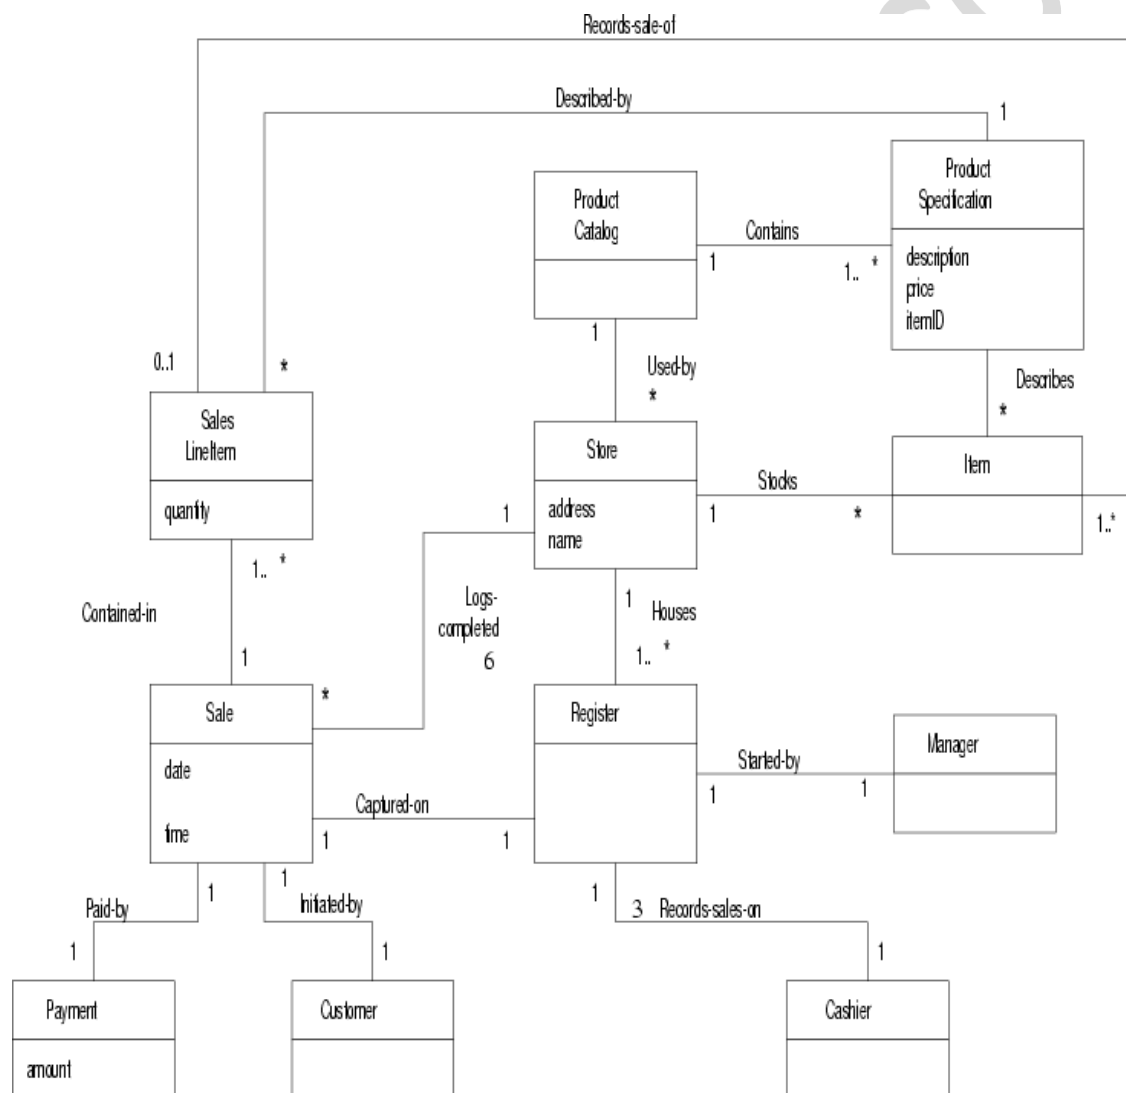 Records-sale-of
Described-by
1
Product
Specification
Product
Catalog
Contains
1
1.. *
description
price
itemID
1
Used-by
*
0..1
*
Describes
*
Sales
LineItem
Store
Item
Stocks
quantity
1
address
name
1
*
1..*
1.. *
Contained-in
Logs-
completed
6
1
Houses
1.. *
1
*
Sale
Register
Manager
date
Started-by
1
1
time
Captured-on
1
1
1
1
1
Paid-by
Initiated-by
3 Records-sales-on
1
1
1
Payment
Customer
Cashier
amount